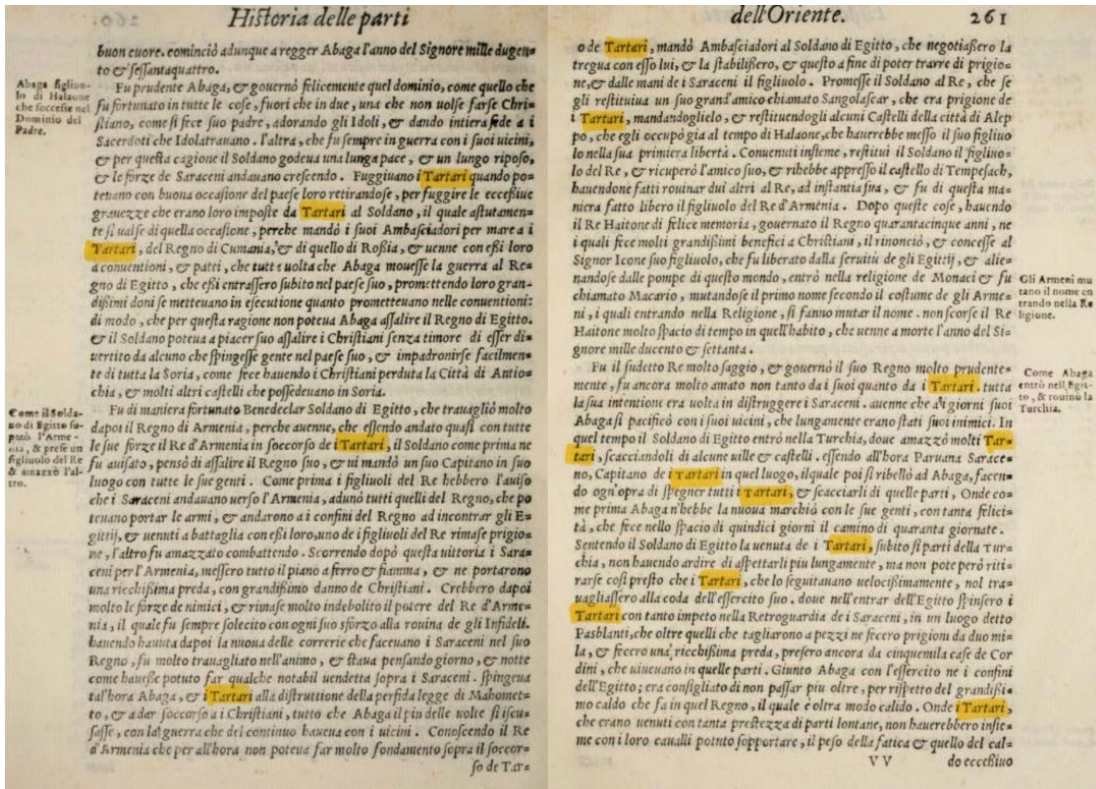 Hiſtoria delle parti
buon cuore. cominciò adunque a regger Abaga l'anno del Signore mille dugen=
to & ſeſſantaquattro.
Abaga figliuo-
lo di Halaone
che ſucceſſe nel
Dominio del
Padre.
Fu prudente Abaga, & gouernò felicemente quel dominio, come quello che
fu fortunato in tutte le coſe, fuori che in due, una che non uolſe farſe Chri=
ſtiano, come ſi fece ſuo padre, adorando gli Idoli, & dando intiera fede a i
Sacerdoti che Idolatrauano. l'altra, che fu ſempre in guerra con i ſuoi uicini,
& per queſta cagione il Soldano godeua una lunga pace, & un lungo ripoſo,
& le forze de Saraceni andauano creſcendo. Fuggiuano i Tartari quando po=
teuano con buona occaſione del paeſe loro retirandoſe, per fuggire le ecceſſiue
grauezze che erano loro impoſte da Tartari al Soldano, il quale aſtutamen=
te ſi ualſe di quella occaſione, perche mandò i ſuoi Ambaſciadori per mare a i
Tartari, del Regno di Cumania, & di quello di Roßia, & uenne con eßi loro
a conuentioni, & patti, che tutte uolta che Abaga moueſſe la guerra al Re=
gno di Egitto, che eßi entraſſero ſubito nel paeſe ſuo, promettendo loro gran=
dißimi doni ſe metteuano in eſecutione quanto prometteuano nelle conuentioni:
di modo, che per queſta ragione non poteua Abaga aſſalire il Regno di Egitto.
& il Soldano poteua a piacer ſuo aſſalire i Chriſtiani ſenza timore di eſſer di=
uertito da alcuno che ſpingeſſe gente nel paeſe ſuo, & impadronirſe facilmen=
te di tutta la Soria, come fece hauendo i Chriſtiani perduta la Città di Antio=
chia, & molti altri caſtelli che poſſedeuano in Soria.
Come il Solda-
no di Egitto ſu-
però l'Arme-
nia, & preſe un
figliuolo del Re
& amazzò l'al-
tro.
Fu di maniera fortunato Benedeclar Soldano di Egitto, che trauagliò molto
dapoi il Regno d'Armenia, perche auenne, che eſſendo andato quaſi con tutte
le ſue forze il Re d'Armenia in ſoccorſo de i Tartari, il Soldano come prima ne
fu auiſato, pensò di aſſalire il Regno ſuo, & ui mandò un ſuo Capitano in ſuo
luogo con tutte le ſue genti. Come prima i figliuoli del Re hebbero l'auiſo
che i Saraceni andauano uerſo l'Armenia, adunò tutti quelli del Regno, che po
teuano portar le armi, & andarono a i confini del Regno ad incontrar gli E=
gittij, & uenuti a battaglia con eßi loro, uno de i figliuoli del Re rimaſe prigio=
ne, l'altro fu amazzato combattendo. Scorrendo dopò queſta uittoria i Sara=
ceni per l'Armenia, meſſero tutto il piano a ferro & fiamma, & ne portarono
una ricchißima preda, con grandißimo danno de Chriſtiani. Crebbero dapoi
molto le forze de nimici, & rimaſe molto indebolito il potere del Re d'Arme=
nia, il quale fu ſempre ſolecito con ogni ſuo sforzo alla rouina de gli Infideli.
hauendo hauuta dapoi la nuoua delle correrie che faceuano i Saraceni nel ſuo
Regno, fu molto trauagliato nell'animo, & ſtaua penſando giorno, & notte
come haueſſe potuto far qualche notabil uendetta ſopra i Saraceni. ſpingeua
tal'hora Abaga, & i Tartari alla diſtruttione della perfida legge di Mahomet=
to, & a dar ſoccorſo a i Chriſtiani, tutto che Abaga il piu delle uolte ſi iſcu=
ſaſſe, con la guerra che del continuo haueua con i uicini. Conoſcendo il Re
d'Armenia che per all'hora non poteua far molto fondamento ſopra il ſoccor=
ſo de Tar=
dell'Oriente. 261
o de Tartari, mandò Ambaſciadori al Soldano di Egitto, che negotiaſſero la
tregua con eſſo lui, & la ſtabiliſſero, & queſto a fine di poter trarre di prigio=
ne, & dalle mani de i Saraceni il figliuolo. Promeſſe il Soldano al Re, che ſe
gli reſtituiua un ſuo grand'amico chiamato Sangolaſcar, che era prigione de
i Tartari, mandandoglielo, & reſtituendogli alcuni Caſtelli della città di Alep
po, che egli occupò gia al tempo di Halaone, che hauerebbe meſſo il ſuo figliuo
lo nella ſua primiera libertà. Conuenuti inſieme, reſtituì il Soldano il figliuo=
lo del Re, & ricuperò l'amico ſuo, & rihebbe appreſſo il caſtello di Tempeſach,
hauendone fatti rouinar dui altri al Re, ad inſtantia ſua, & fu di queſta ma=
niera fatto libero il figliuolo del Re d'Armenia. Dopo queſte coſe, hauendo
il Re Haitone di felice memoria, gouernato il Regno quarantacinque anni, ne
i quali fece molti grandißimi benefici a Chriſtiani, il rinonciò, & conceſſe al
Signor Icone ſuo figliuolo, che fu liberato dalla ſeruitù de gli Egittij, & alie=
nandoſe dalle pompe di queſto mondo, entrò nella religione de Monaci & fu
chiamato Macario, mutandoſe il primo nome ſecondo il coſtume de gli Arme=
ni, i quali entrando nella Religione, ſi fanno mutar il nome. non ſcorſe il Re
Haitone molto ſpacio di tempo in quell'habito, che uenne a morte l'anno del Si=
gnore mille ducento & ſettanta.
Gli Armeni mu
tano il nome en
trando nella Re
ligione.
Fu il ſudetto Re molto ſaggio, & gouernò il ſuo Regno molto prudente=
mente, fu ancora molto amato non tanto da i ſuoi quanto da i Tartari. tutta
la ſua intentione era uolta in diſtruggere i Saraceni. auenne che a' giorni ſuoi
Abaga ſi pacificò con i ſuoi uicini, che lungamente erano ſtati ſuoi inimici. In
quel tempo il Soldano di Egitto entrò nella Turchia, doue amazzò molti Tar=
tari, ſcacciandoli di alcune uille & caſtelli. eſſendo all'hora Paruana Sarace=
no, Capitano de i Tartari in quel luogo, ilquale poi ſi ribellò ad Abaga, facen=
do ogn'opra di ſpegner tutti i Tartari, & ſcacciarli di quelle parti, Onde co=
me prima Abaga n'hebbe la nuoua marchiò con le ſue genti, con tanta felici=
tà, che fece nello ſpacio di quindici giorni il camino di quaranta giornate.
Come Abaga
entrò nell'Egit-
to, & rouinò la
Turchia.
Sentendo il Soldano di Egitto la uenuta de i Tartari, ſubito ſi partì della Tur=
chia, non hauendo ardire di aſpettarli piu lungamente, ma non potè però riti=
rarſe coſi preſto che i Tartari, che lo ſeguitauano uelocißimamente, nol tra=
uagliaſſero alla coda dell'eſſercito ſuo. doue nell'entrar dell'Egitto ſpinſero i
Tartari con tanto impeto nella Retroguardia de i Saraceni, in un luogo detto
Pasblanti, che oltre quelli che tagliarono a pezzi ne fecero prigioni da duo mi=
la, & fecero una ricchißima preda, preſero ancora da cinquemila caſe de Cor
dini, che uiueuano in quelle parti. Giunto Abaga con l'eſſercito ne i confini
dell'Egitto; era conſigliato di non paſſar piu oltre, per riſpetto del grandißi=
mo caldo che fa in quel Regno, il quale è oltra modo calido. Onde i Tartari,
che erano uenuti con tanta preſtezza di parti lontane, non hauerebbero inſie=
me con i loro caualli potuto ſopportare, il peſo della fatica & quello del cal=
VV do ecceßiuo